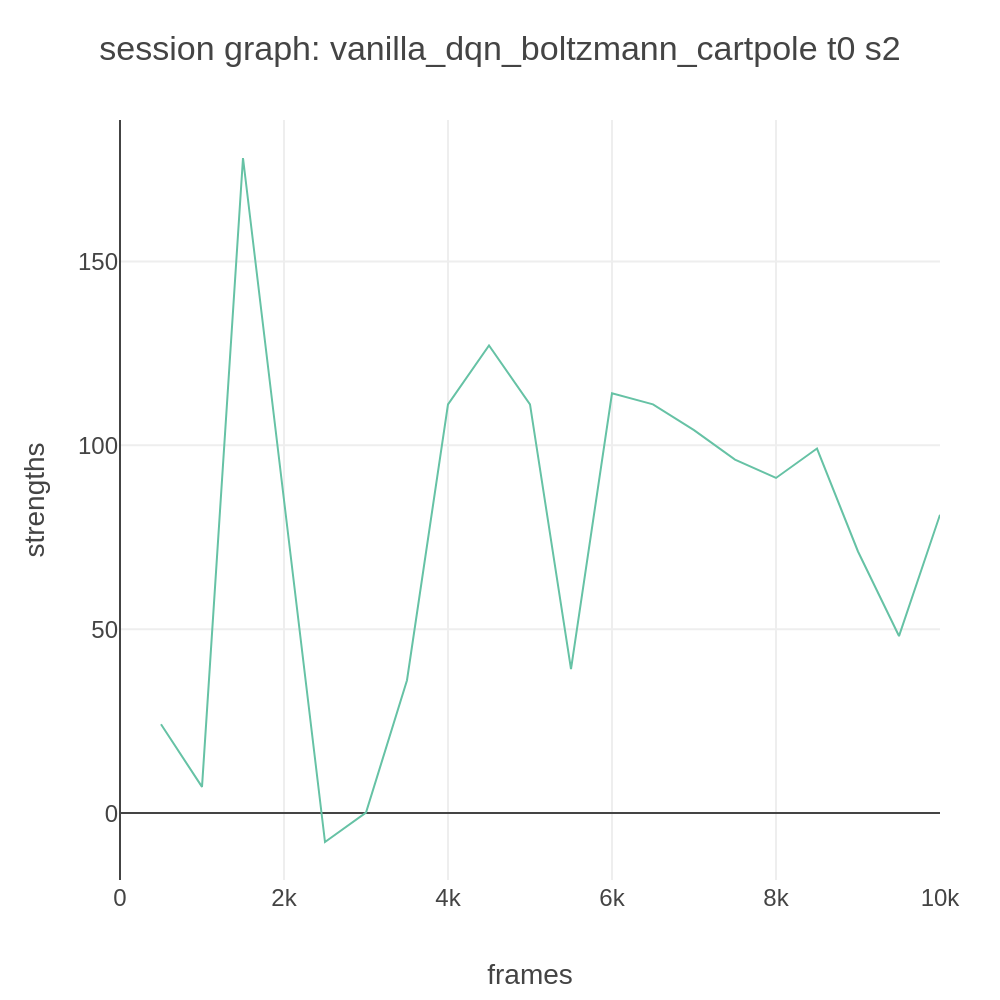 session graph: vanilla_dqn_boltzmann_cartpole t0 s2
150
100
50
0
strengths
0 2k 4k 6k 8k 10k
frames